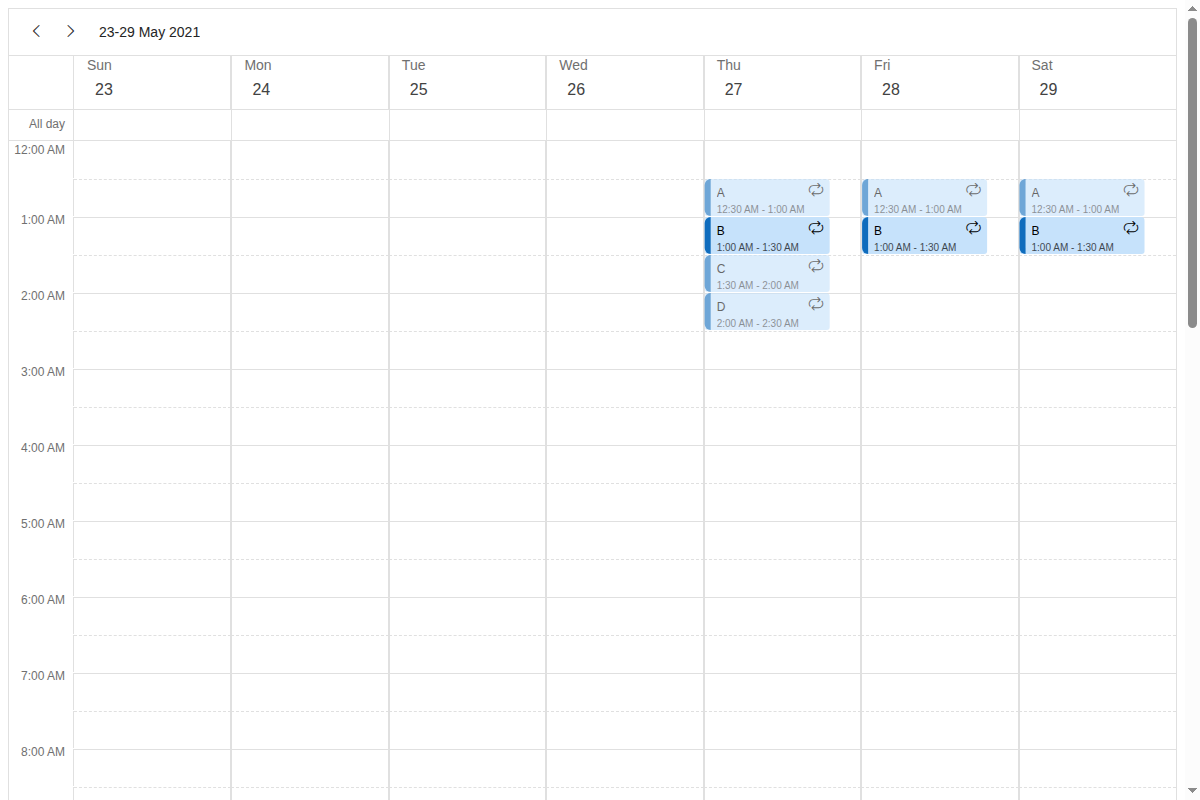 23-29 May 2021
Sun Mon Tue Wed Thu Fri Sat
23 24 25 26 27 28 29
All day
12:00 AM
A A A
12:30 AM - 1:00 AM 12:30 AM - 1:00 AM 12:30 AM - 1:00 AM
1:00 AM
B B B
1:00 AM - 1:30 AM 1:00 AM - 1:30 AM 1:00 AM - 1:30 AM
C
1:30 AM - 2:00 AM
2:00 AM
D
2:00 AM - 2:30 AM
3:00 AM
4:00 AM
5:00 AM
6:00 AM
7:00 AM
8:00 AM